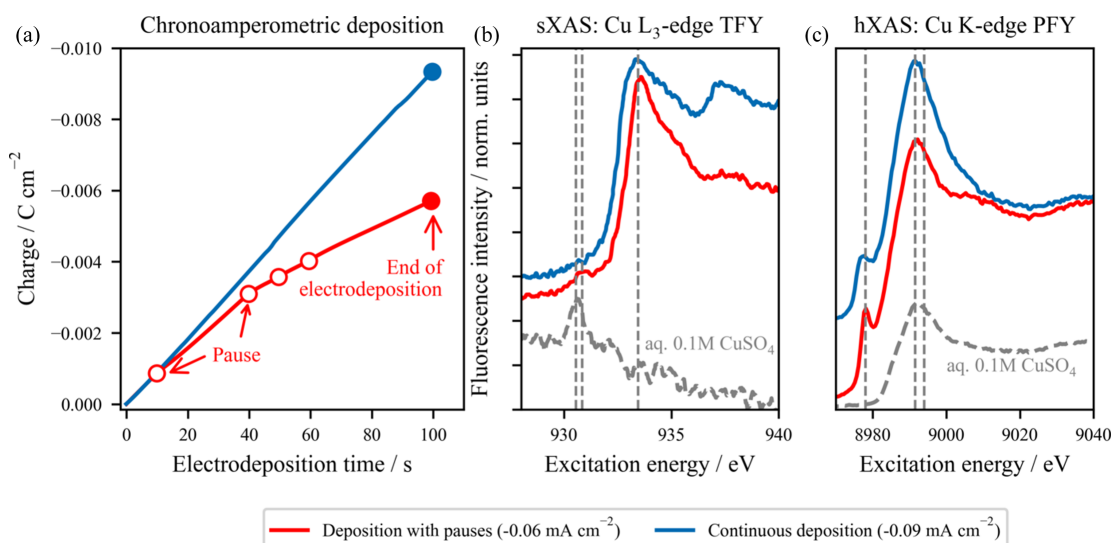 (a)
Chronoamperometric deposition
(b)
sXAS: Cu L₃-edge TFY
(c)
hXAS: Cu K-edge PFY
−0.010
−0.008
−0.006
−0.004
−0.002
0.000
Charge / C cm⁻²
0
20
40
60
80
100
Electrodeposition time / s
Pause
End of
electrodeposition
Fluorescence intensity / norm. units
aq. 0.1M CuSO₄
930
935
940
Excitation energy / eV
aq. 0.1M CuSO₄
8980
9000
9020
9040
Excitation energy / eV
Deposition with pauses (-0.06 mA cm⁻²)
Continuous deposition (-0.09 mA cm⁻²)